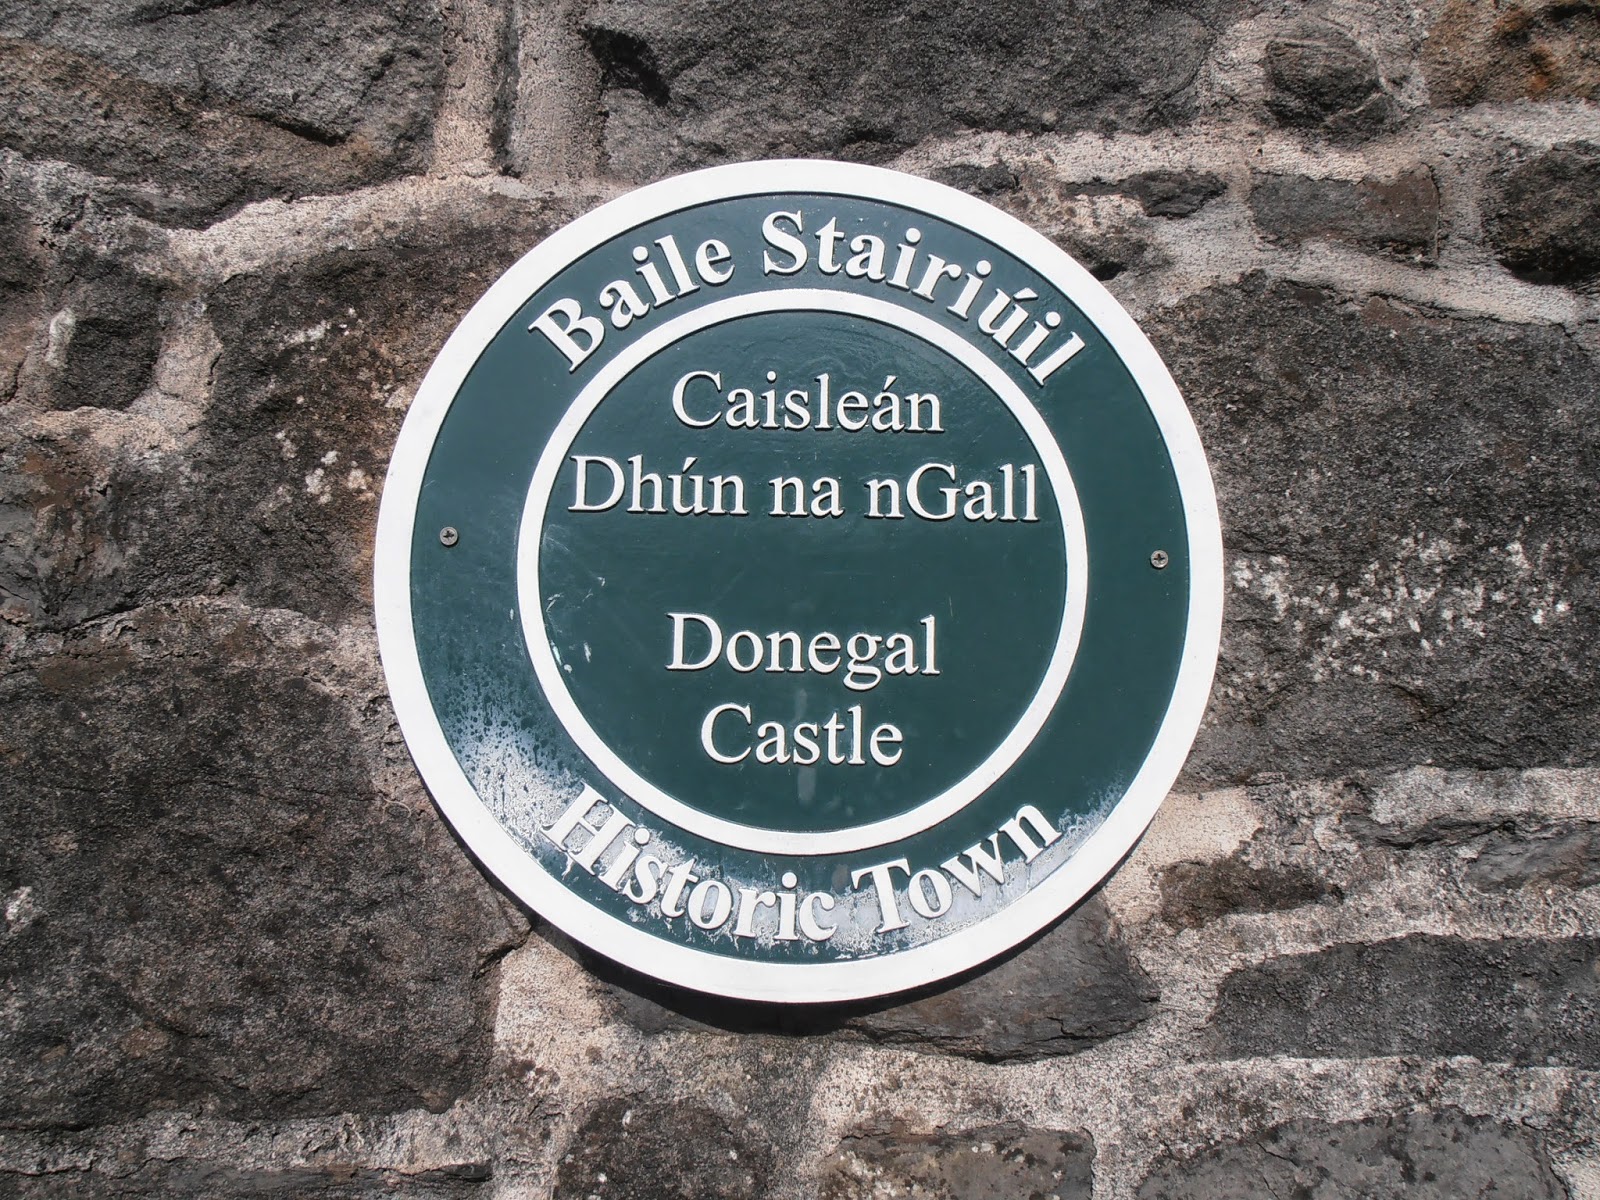 Baile Stairiúil
Caisleán
Dhún na nGall
Donegal
Castle
Historic Town